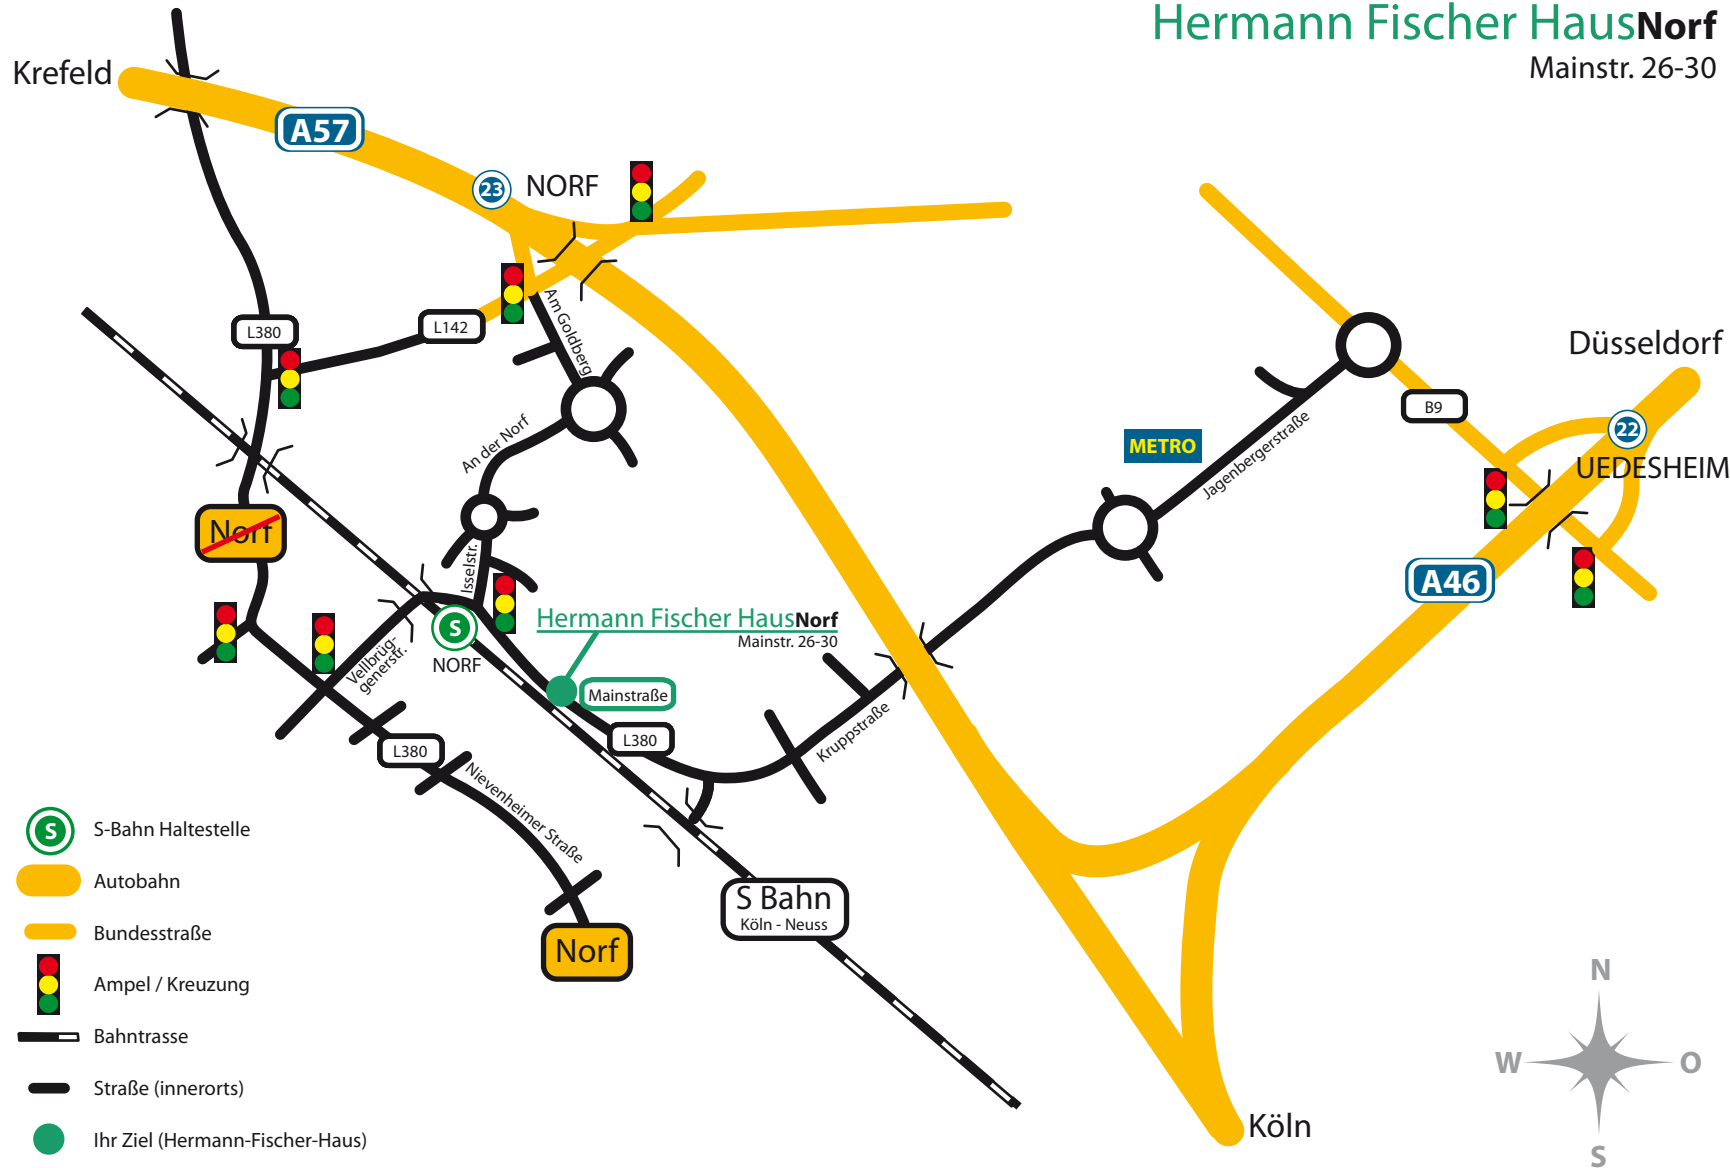 Hermann Fischer HausNorf
Mainstr. 26-30
Krefeld
A57
23
NORF
L380
L142
Am Goldberg
An der Norf
Düsseldorf
B9
22
UEDESHEIM
METRO
Jagenbergerstraße
A46
Norf
Isselstr.
S
NORF
Vellbrüg-
generstr.
Hermann Fischer HausNorf
Mainstr. 26-30
Mainstraße
L380
L380
Kruppstraße
Nievenheimer Straße
S Bahn
Köln - Neuss
Norf
Köln
S
S-Bahn Haltestelle
Autobahn
Bundesstraße
Ampel / Kreuzung
Bahntrasse
Straße (innerorts)
Ihr Ziel (Hermann-Fischer-Haus)
N
W
O
S